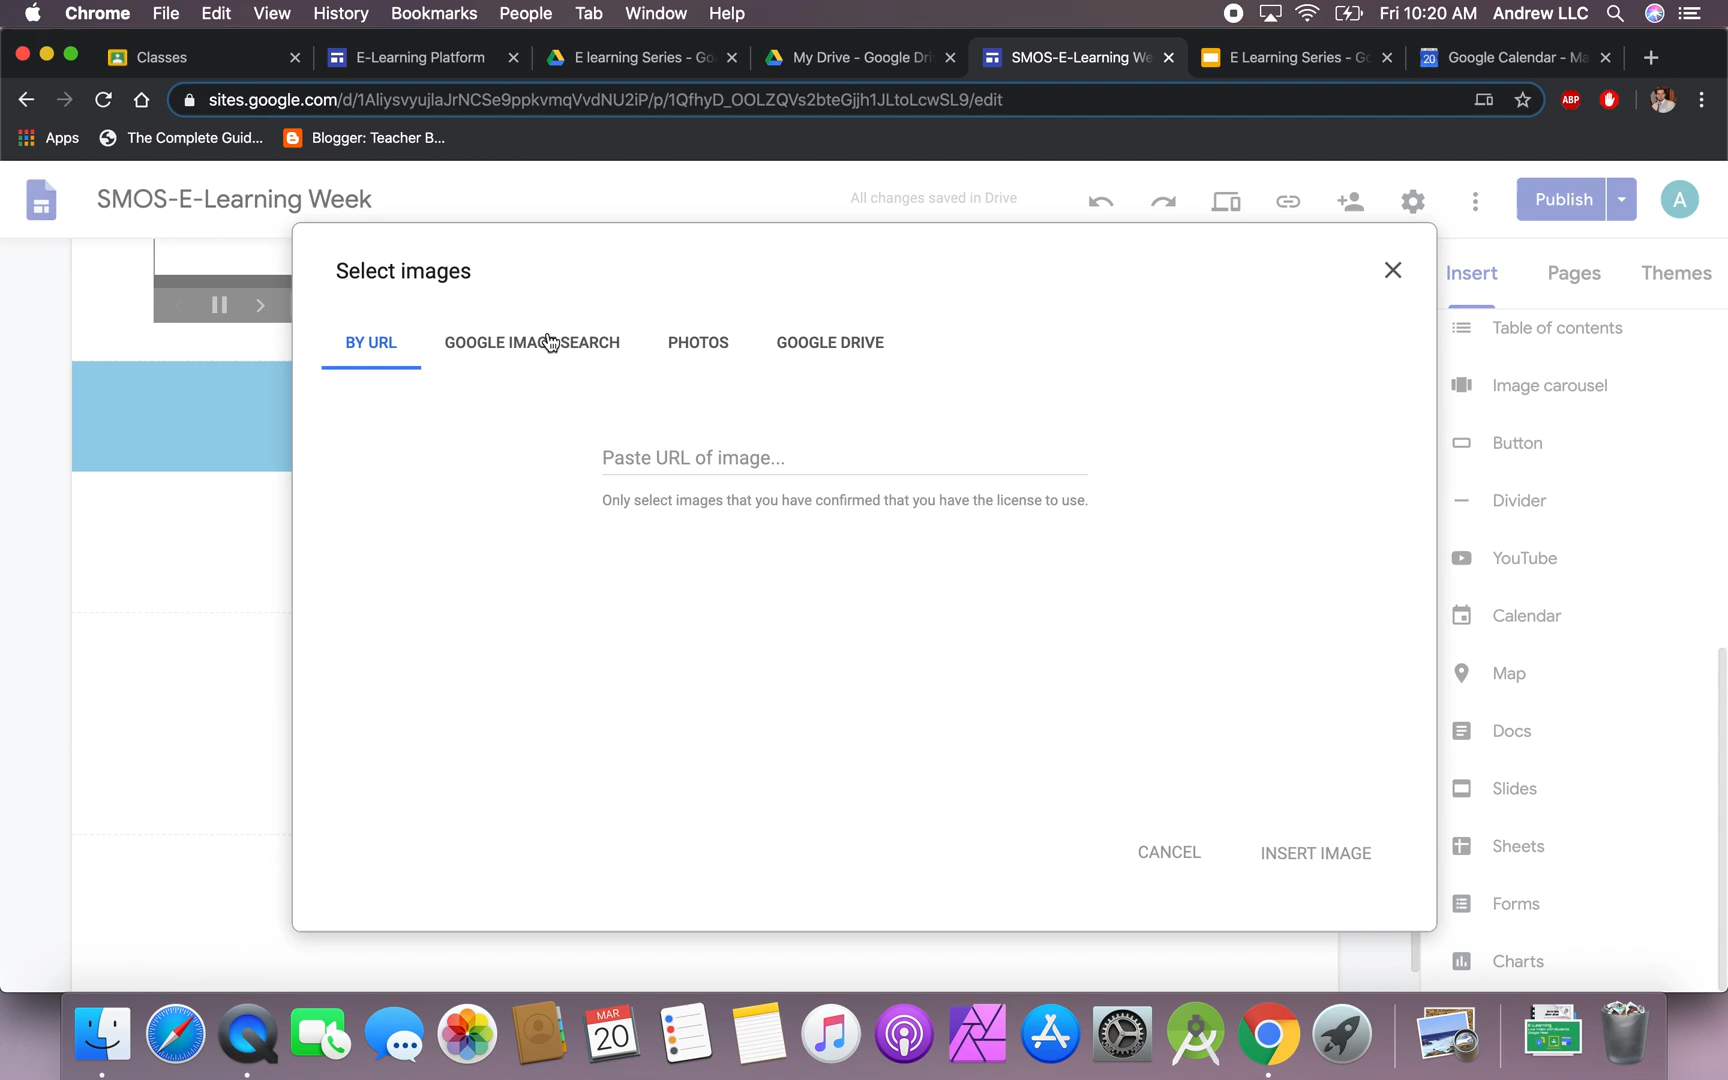 Chrome File Edit View History Bookmarks People Tab Window Help Fri 10:20 AM Andrew LLC
Classes E-Learning Platform E learning Series - Go My Drive - Google Dri SMOS-E-Learning We E Learning Series - Go Google Calendar - Ma
sites.google.com/d/1AliysvyujlaJrNCSe9ppkvmqVvdNU2iP/p/1QfhyD_OOLZQVs2bteGjjh1JLtoLcwSL9/edit ABP
Apps The Complete Guid... Blogger: Teacher B...
SMOS-E-Learning Week All changes saved in Drive Publish A
Select images
Insert Pages Themes
BY URL GOOGLE IMAGE SEARCH PHOTOS GOOGLE DRIVE
Table of contents
Image carousel
Button
Paste URL of image...
Only select images that you have confirmed that you have the license to use.
Divider
YouTube
Calendar
Map
Docs
Slides
Sheets
CANCEL INSERT IMAGE
Forms
Charts
MAR
20